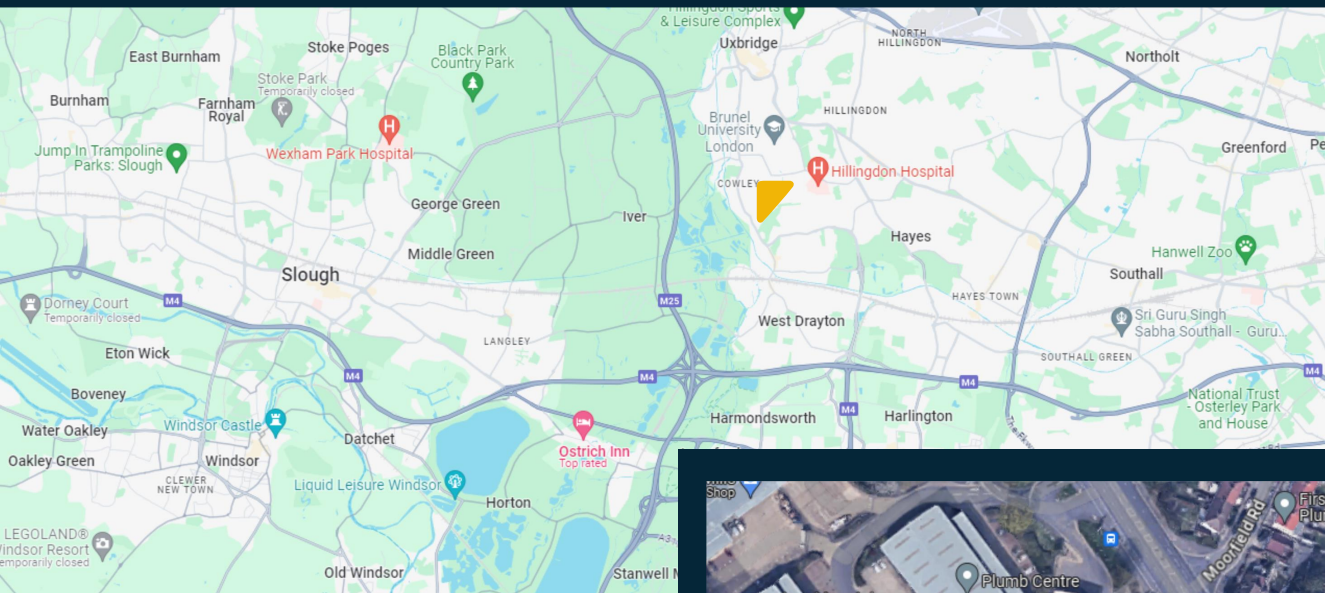 Hillingdon Sports
& Leisure Complex
Uxbridge
NORTH
HILLINGDON
Northolt
East Burnham
Stoke Poges
Black Park
Country Park
Stoke Park
Temporarily closed
Burnham
Farnham
Royal
HILLINGDON
Brunel
University
London
Greenford
Jump In Trampoline
Parks: Slough
H
Wexham Park Hospital
H
Hillingdon Hospital
COWLEY
George Green
Iver
Hayes
Middle Green
Hanwell Zoo
Slough
Southall
M4
M25
HAYES TOWN
Dorney Court
Temporarily closed
West Drayton
Sri Guru Singh
Sabha Southall - Guru...
LANGLEY
Eton Wick
SOUTHALL GREEN
M4
M4
M4
M4
Boveney
National Trust
- Osterley Park
and House
Windsor Castle
Harmondsworth
M4
Harlington
Water Oakley
Datchet
Ostrich Inn
Top rated
Oakley Green
Windsor
CLEWER
NEW TOWN
Liquid Leisure Windsor
Horton
Shop
Moorfield Rd
LEGOLAND®
Windsor Resort
Temporarily closed
Old Windsor
Stanwell
Plumb Centre